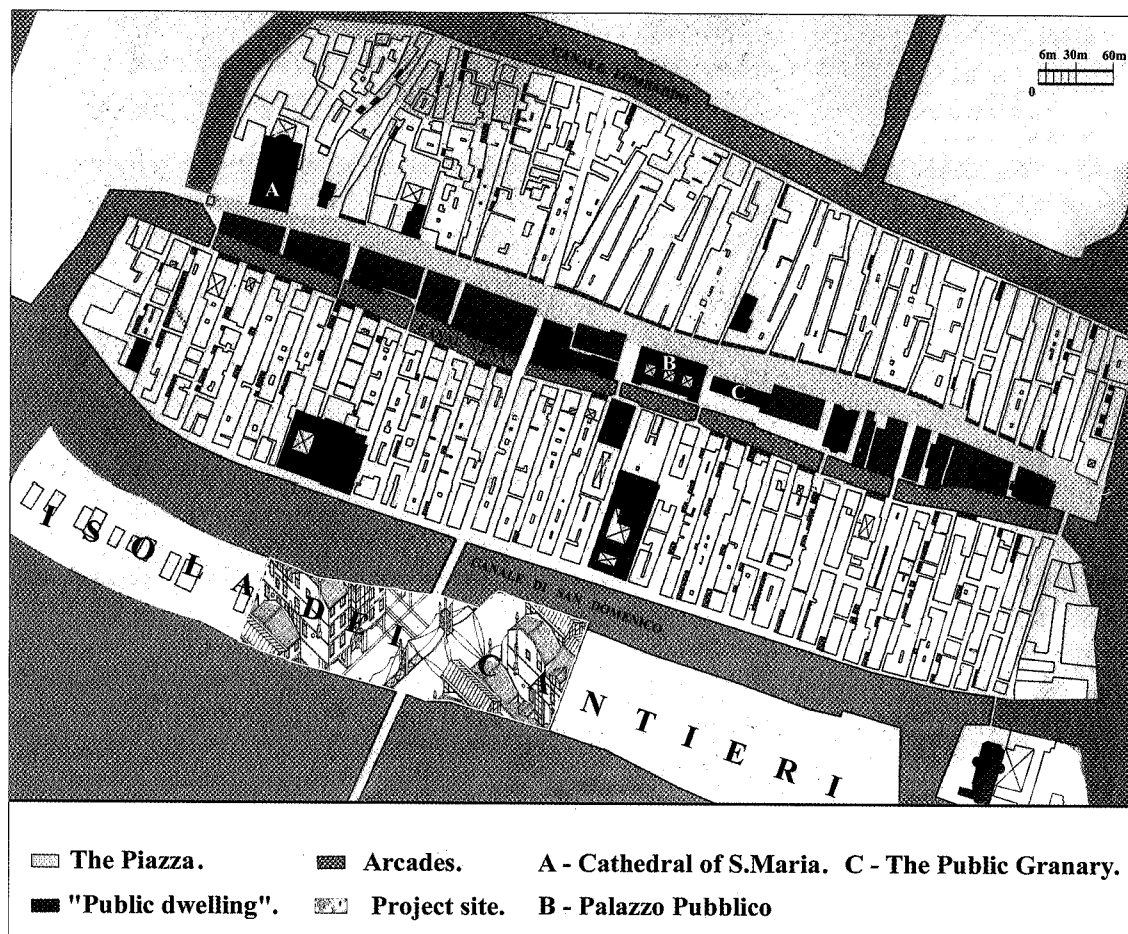 6m 30m 60m
0
A
B
C
CANALE DI SAN DOMENICO
ISOLA DEI CANTIERI
The Piazza.
Arcades.
A - Cathedral of S.Maria.
C - The Public Granary.
"Public dwelling".
Project site.
B - Palazzo Pubblico